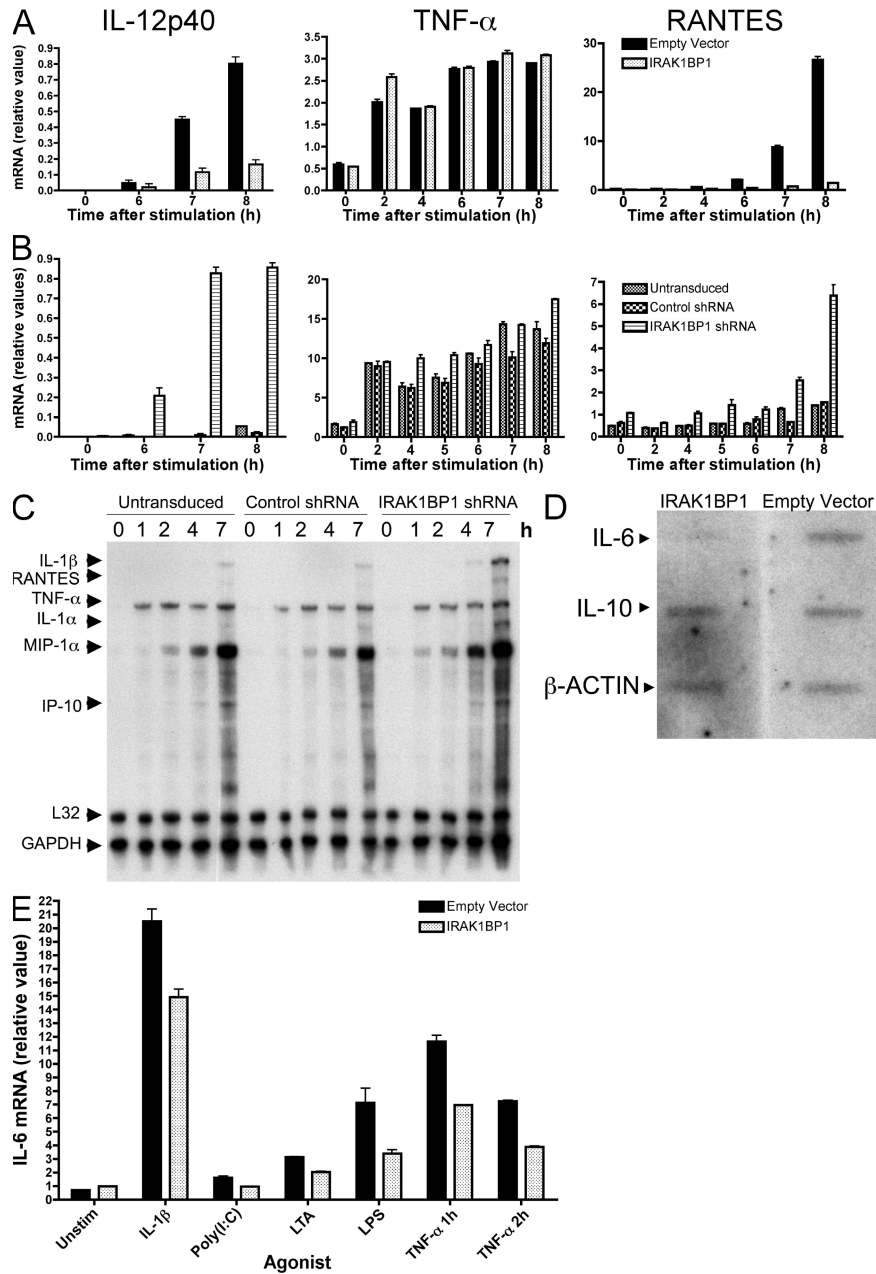 A
IL-12p40
TNF-α
RANTES
mRNA (relative value)
0.9
0.8
0.7
0.6
0.5
0.4
0.3
0.2
0.1
0.0
0 6 7 8
Time after stimulation (h)
3.5
3.0
2.5
2.0
1.5
1.0
0.5
0.0
0 2 4 6 7 8
Time after stimulation (h)
30
20
10
0
0 2 4 6 7 8
Time after stimulation (h)
Empty Vector
IRAK1BP1
B
mRNA (relative values)
0.9
0.8
0.7
0.6
0.5
0.4
0.3
0.2
0.1
0.0
0 6 7 8
Time after stimulation (h)
20
15
10
5
0
0 2 4 5 6 7 8
Time after stimulation (h)
7
6
5
4
3
2
1
0
0 2 4 5 6 7 8
Time after stimulation (h)
Untransduced
Control shRNA
IRAK1BP1 shRNA
C
Untransduced Control shRNA IRAK1BP1 shRNA
0 1 2 4 7 0 1 2 4 7 0 1 2 4 7 h
IL-1β
RANTES
TNF-α
IL-1α
MIP-1α
IP-10
L32
GAPDH
D
IRAK1BP1 Empty Vector
IL-6
IL-10
β-ACTIN
E
IL-6 mRNA (relative value)
22
21
20
19
18
17
16
15
14
13
12
11
10
9
8
7
6
5
4
3
2
1
0
Empty Vector
IRAK1BP1
Unstim
IL-1β
Poly(I:C)
LTA
LPS
TNF-α 1h
TNF-α 2h
Agonist